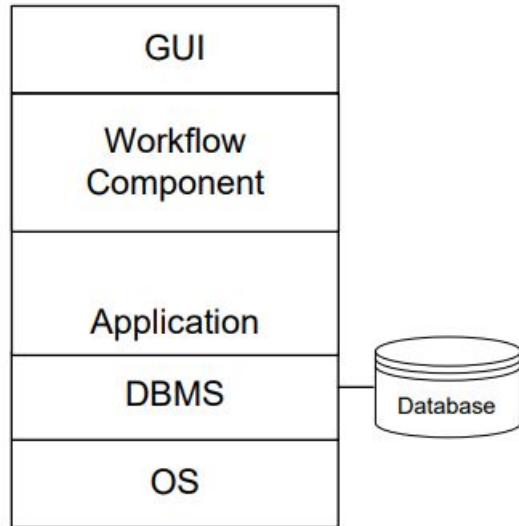 GUI
Workflow
Component
Application
DBMS
Database
OS